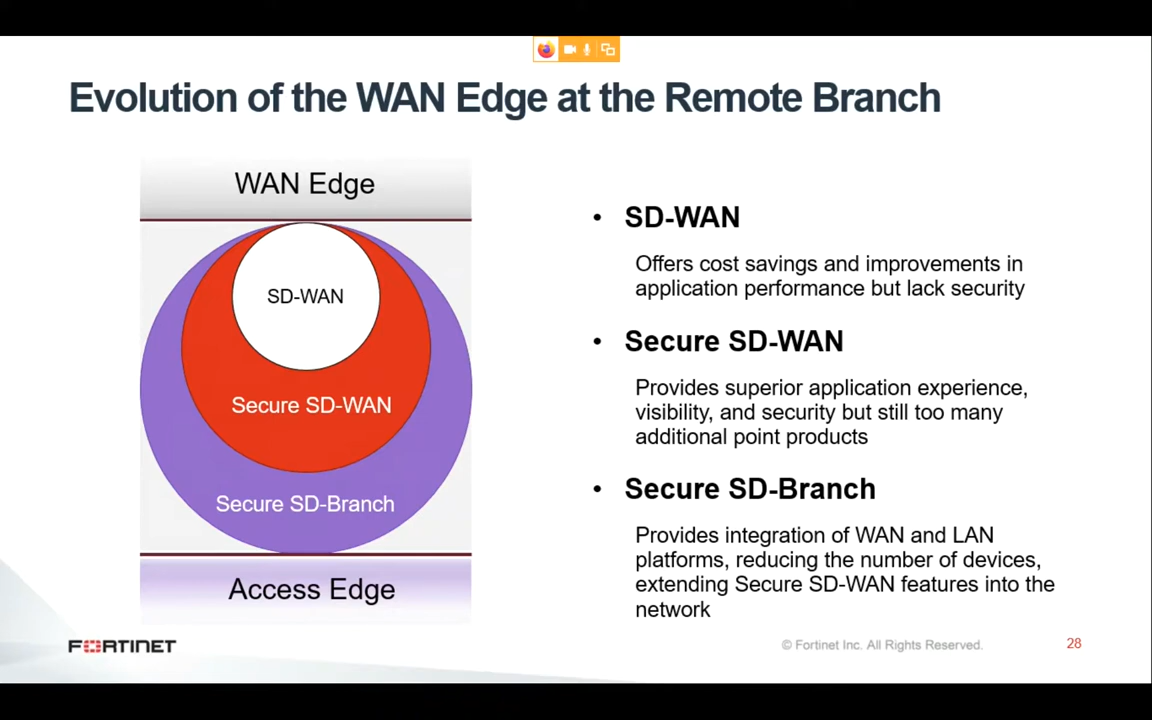 Evolution of the WAN Edge at the Remote Branch
WAN Edge
SD-WAN
Secure SD-WAN
Secure SD-Branch
Access Edge
• SD-WAN
Offers cost savings and improvements in
application performance but lack security
• Secure SD-WAN
Provides superior application experience,
visibility, and security but still too many
additional point products
• Secure SD-Branch
Provides integration of WAN and LAN
platforms, reducing the number of devices,
extending Secure SD-WAN features into the
network
FORTINET
© Fortinet Inc. All Rights Reserved.
28